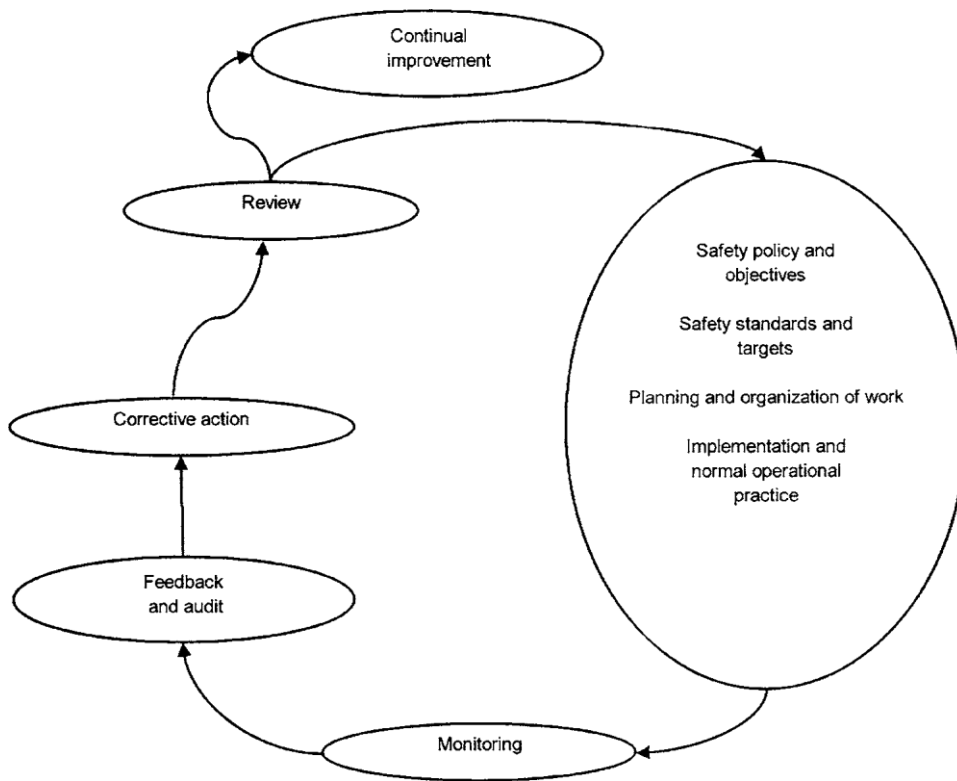 Continual
improvement
Review
Safety policy and
objectives
Safety standards and
targets
Planning and organization of work
Implementation and
normal operational
practice
Corrective action
Feedback
and audit
Monitoring